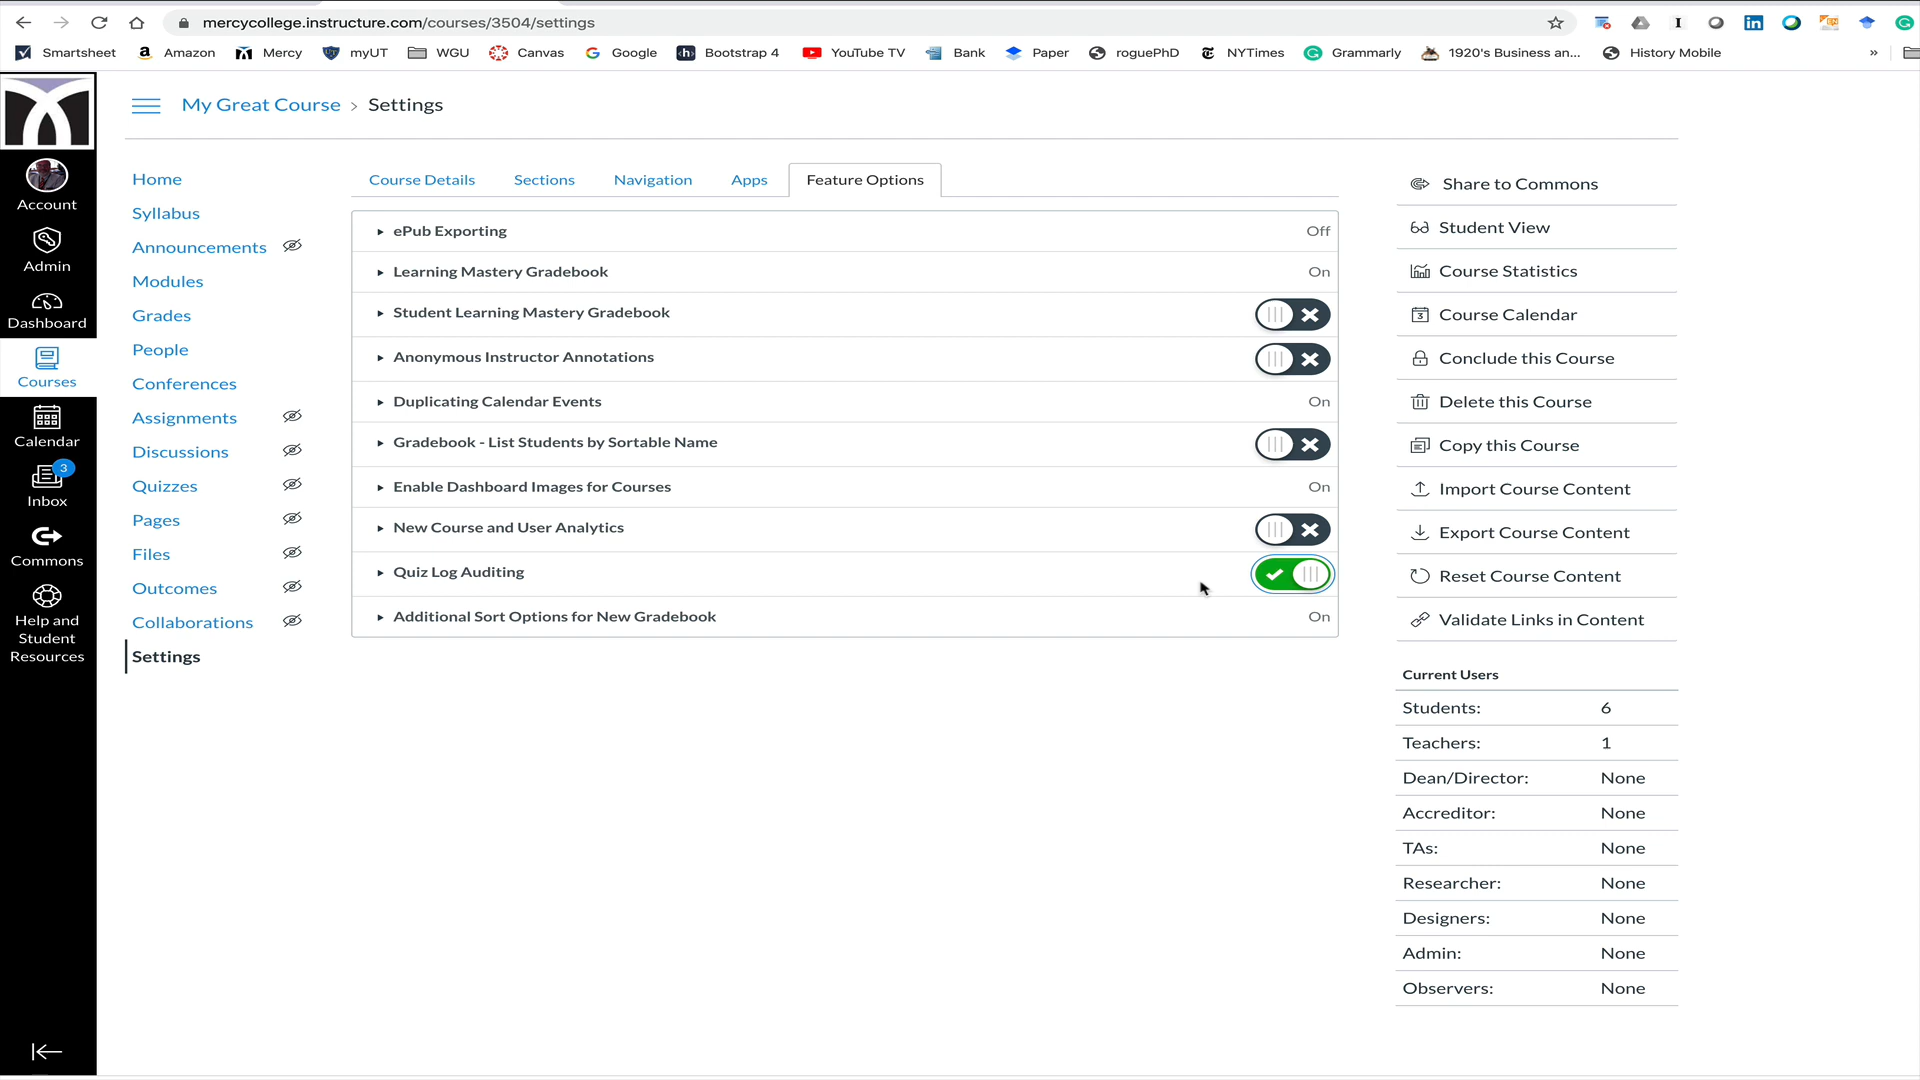 mercycollege.instructure.com/courses/3504/settings
Smartsheet
Amazon
Mercy
myUT
WGU
Canvas
Google
Bootstrap 4
YouTube TV
Bank
Paper
roguePhD
NYTimes
Grammarly
1920's Business an...
History Mobile
»
My Great Course > Settings
Account
Admin
Dashboard
Courses
Calendar
3
Inbox
Commons
Help and
Student
Resources
Home
Syllabus
Announcements
Modules
Grades
People
Conferences
Assignments
Discussions
Quizzes
Pages
Files
Outcomes
Collaborations
Settings
Course Details
Sections
Navigation
Apps
Feature Options
ePub Exporting Off
Learning Mastery Gradebook On
Student Learning Mastery Gradebook
Anonymous Instructor Annotations
Duplicating Calendar Events On
Gradebook - List Students by Sortable Name
Enable Dashboard Images for Courses On
New Course and User Analytics
Quiz Log Auditing
Additional Sort Options for New Gradebook On
Share to Commons
Student View
Course Statistics
Course Calendar
Conclude this Course
Delete this Course
Copy this Course
Import Course Content
Export Course Content
Reset Course Content
Validate Links in Content
Current Users
Students: 6
Teachers: 1
Dean/Director: None
Accreditor: None
TAs: None
Researcher: None
Designers: None
Admin: None
Observers: None